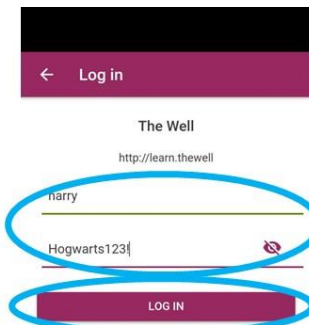 Log in
The Well
http://learn.thewell
harry
Hogwarts123!
LOG IN